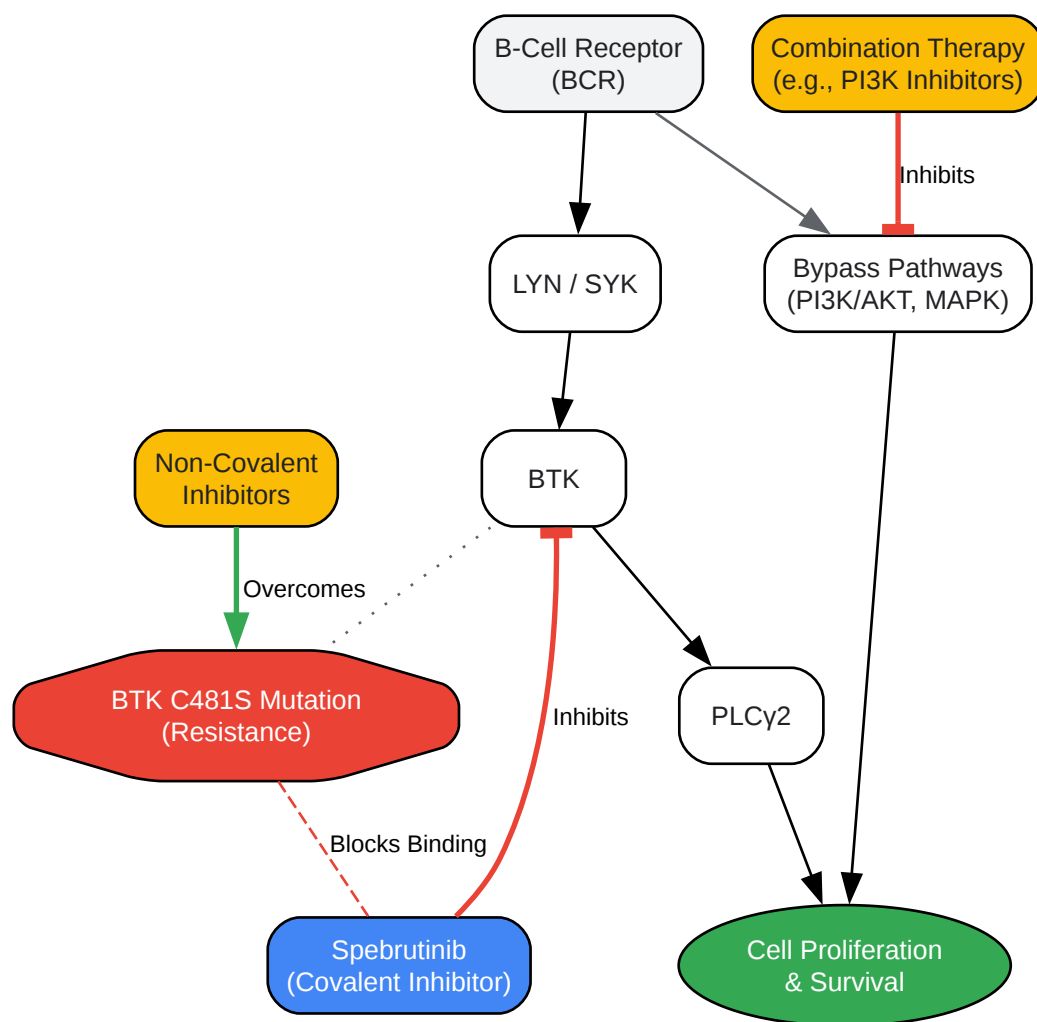 B-Cell Receptor
(BCR)
Combination Therapy
(e.g., PI3K Inhibitors)
Inhibits
LYN / SYK
Bypass Pathways
(PI3K/AKT, MAPK)
Non-Covalent
Inhibitors
BTK
Overcomes
BTK C481S Mutation
(Resistance)
Inhibits
PLCγ2
Blocks Binding
Spebrutinib
(Covalent Inhibitor)
Cell Proliferation
& Survival